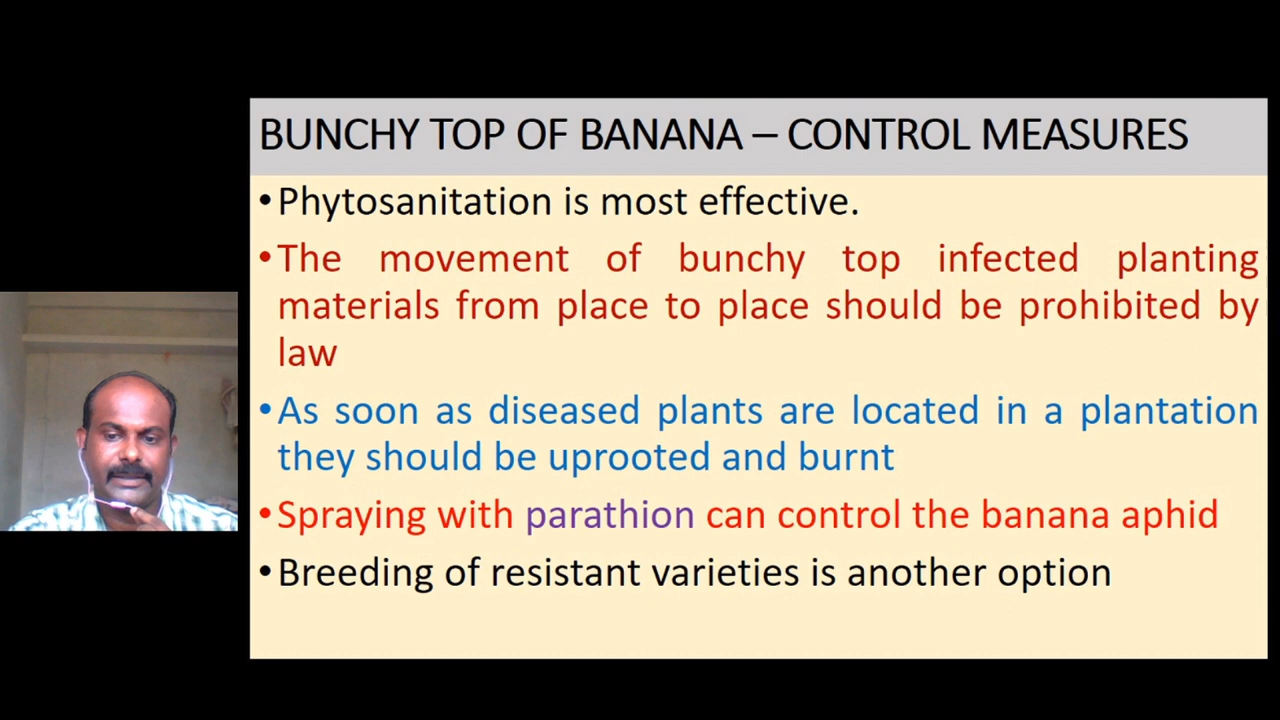 BUNCHY TOP OF BANANA – CONTROL MEASURES
•Phytosanitation is most effective.
•The movement of bunchy top infected planting
materials from place to place should be prohibited by
law
•As soon as diseased plants are located in a plantation
they should be uprooted and burnt
•Spraying with parathion can control the banana aphid
•Breeding of resistant varieties is another option